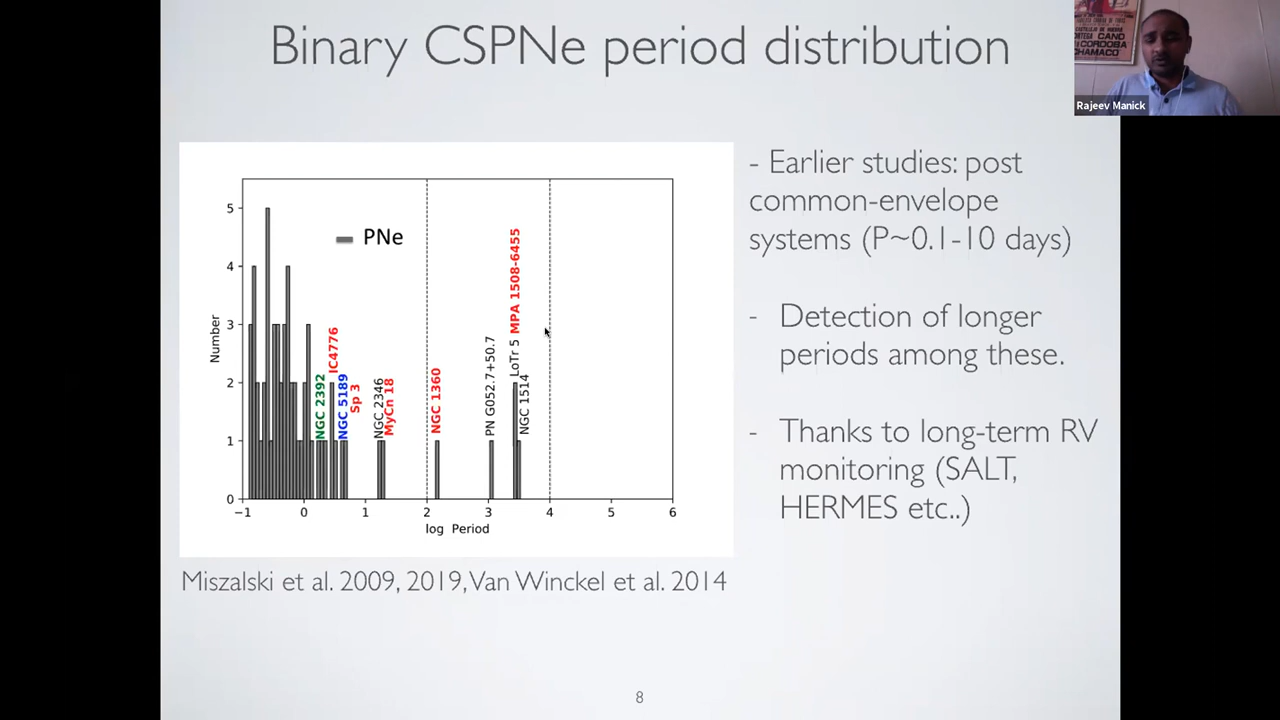 Binary CSPNe period distribution
CAND
CORDOBA
CHAMACO
Rajeev Manick
5
4
3
2
1
0
Number
PNe
NGC 2392
IC4776
NGC 5189
Sp 3
NGC 2346
MyCn 18
NGC 1360
PN G052.7+50.7
LoTr 5
MPA 1508-6455
NGC 1514
−1 0 1 2 3 4 5 6
log Period
- Earlier studies: post
common-envelope
systems (P~0.1-10 days)
- Detection of longer
periods among these.
- Thanks to long-term RV
monitoring (SALT,
HERMES etc..)
Miszalski et al. 2009, 2019, Van Winckel et al. 2014
8